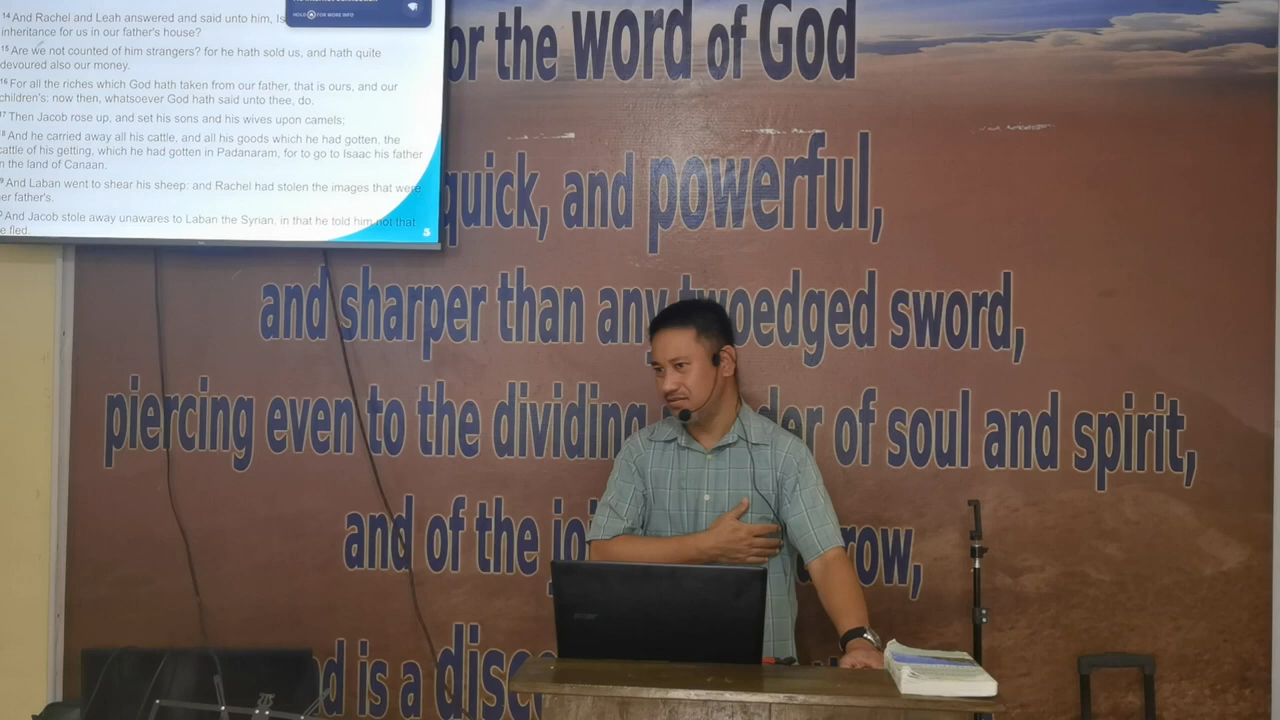 14 And Rachel and Leah answered and said unto him, Is
inheritance for us in our father's house?
15 Are we not counted of him strangers? for he hath sold us, and hath quite
devoured also our money.
16 For all the riches which God hath taken from our father, that is ours, and our
children's: now then, whatsoever God hath said unto thee, do.
17 Then Jacob rose up, and set his sons and his wives upon camels;
8 And he carried away all his cattle, and all his goods which he had gotten, the
cattle of his getting, which he had gotten in Padanaram, for to go to Isaac his father
n the land of Canaan.
9 And Laban went to shear his sheep: and Rachel had stolen the images that were
er father's.
And Jacob stole away unawares to Laban the Syrian, in that he told him not that
e fled.
5
HOLD FOR MORE INFO
or the word of God
quick, and powerful,
and sharper than any twoedged sword,
piercing even to the dividing der of soul and spirit,
and of the joi row,
d is a disce
acer